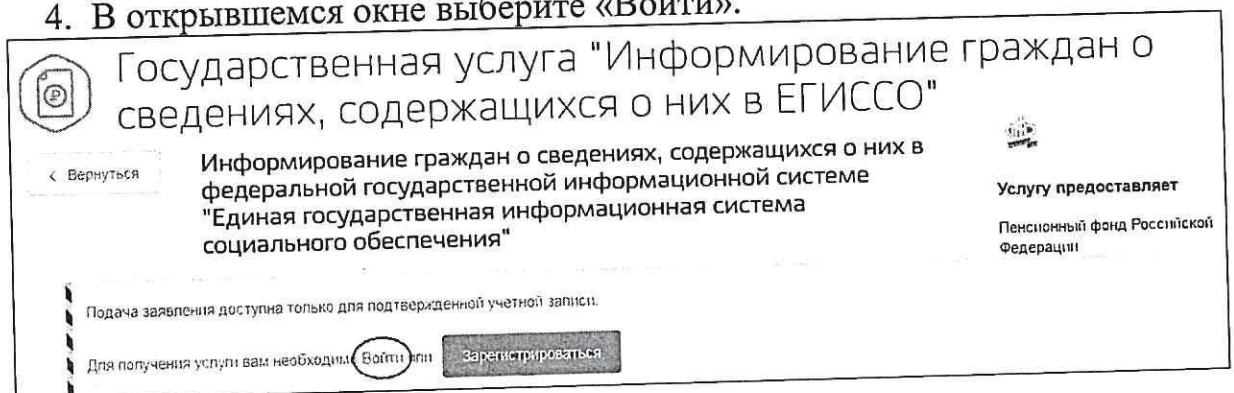 4. В открывшемся окне выберите «Войти».
Государственная услуга "Информирование граждан о
сведениях, содержащихся о них в ЕГИССО"
< Вернуться
Информирование граждан о сведениях, содержащихся о них в
федеральной государственной информационной системе
"Единая государственная информационная система
социального обеспечения"
Услугу предоставляет
Пенсионный фонд Российской
Федерации
Подача заявления доступна только для подтвержденной учетной записи.
Для получения услуги вам необходимо Войти или Зарегистрироваться